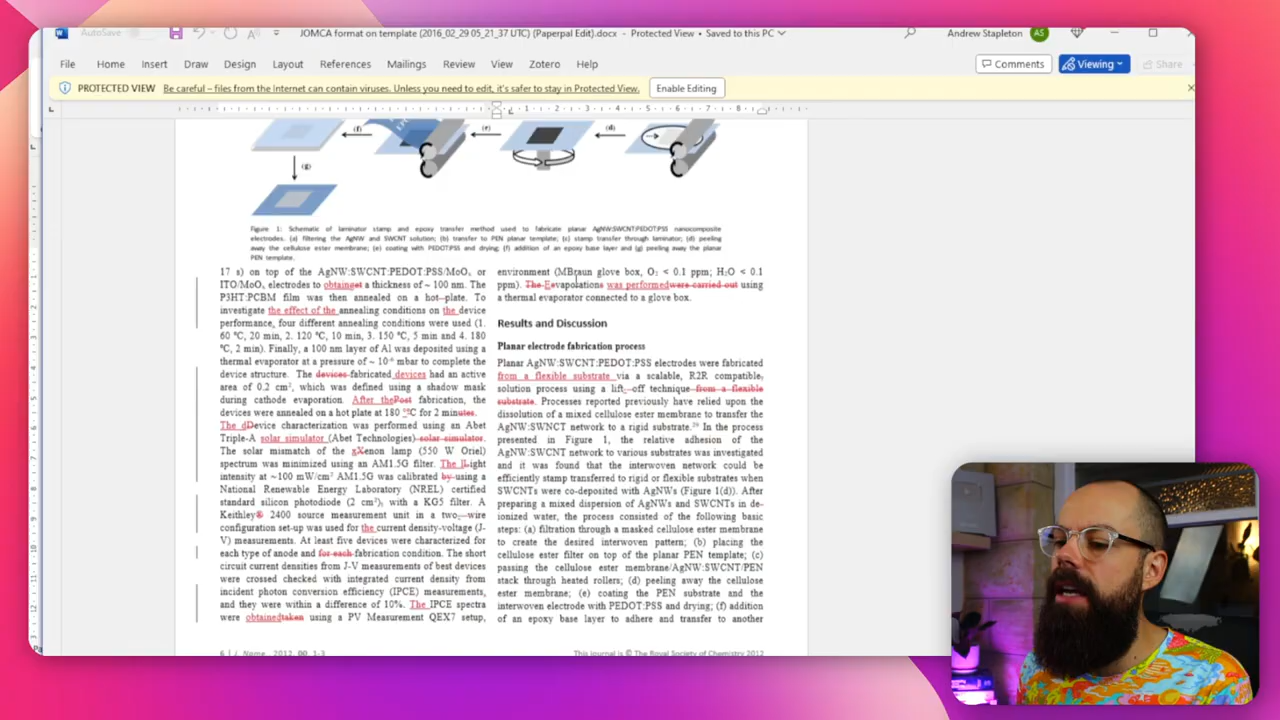 AutoSave
JOMCA format on template (2016_02_29 05_21_37 UTC) (Paperpal Edit).docx - Protected View • Saved to this PC
Andrew Stapleton AS
File Home Insert Draw Design Layout References Mailings Review View Zotero Help
Comments Viewing Share
PROTECTED VIEW Be careful – files from the Internet can contain viruses. Unless you need to edit, it's safer to stay in Protected View. Enable Editing
1 2 3 4 5 6 7 8
(f) (e) (d)
(g)
Figure 1: Schematic of laminator stamp and epoxy transfer method used to fabricate planar AgNW:SWCNT:PEDOT:PSS nanocomposite
electrodes. (a) filtering the AgNW and SWCNT solution; (b) transfer to PEN planar template; (c) stamp transfer through laminator; (d) peeling
away the cellulose ester membrane; (e) coating with PEDOT:PSS and drying; (f) addition of an epoxy base layer and (g) peeling away the planar
PEN template.
17 s) on top of the AgNW:SWCNT:PEDOT:PSS/MoOₓ or
ITO/MoOₓ electrodes to obtainget a thickness of ~ 100 nm. The
P3HT:PCBM film was then annealed on a hot-plate. To
investigate the effect of the annealing conditions on the device
performance, four different annealing conditions were used (1.
60 °C, 20 min, 2. 120 °C, 10 min, 3. 150 °C, 5 min and 4. 180
°C, 2 min). Finally, a 100 nm layer of Al was deposited using a
thermal evaporator at a pressure of ~ 10⁻⁶ mbar to complete the
device structure. The devices fabricated devices had an active
area of 0.2 cm², which was defined using a shadow mask
during cathode evaporation. After thePost fabrication, the
devices were annealed on a hot plate at 180 °C for 2 minutes.
The dDevice characterization was performed using an Abet
Triple-A solar simulator (Abet Technologies) solar simulator.
The solar mismatch of the xXenon lamp (550 W Oriel)
spectrum was minimized using an AM1.5G filter. The lLight
intensity at ~100 mW/cm² AM1.5G was calibrated by using a
National Renewable Energy Laboratory (NREL) certified
standard silicon photodiode (2 cm²), with a KG5 filter. A
Keithley® 2400 source measurement unit in a two-wire
configuration set-up was used for the current density-voltage (J-
V) measurements. At least five devices were characterized for
each type of anode and for each fabrication condition. The short
circuit current densities from J-V measurements of best devices
were crossed checked with integrated current density from
incident photon conversion efficiency (IPCE) measurements,
and they were within a difference of 10%. The IPCE spectra
were obtainedtaken using a PV Measurement QEX7 setup,
environment (MBraun glove box, O₂ < 0.1 ppm; H₂O < 0.1
ppm). The Eevaporations was performedwere carried out using
a thermal evaporator connected to a glove box.
Results and Discussion
Planar electrode fabrication process
Planar AgNW:SWCNT:PEDOT:PSS electrodes were fabricated
from a flexible substrate via a scalable, R2R compatible,
solution process using a lift-off technique from a flexible
substrate. Processes reported previously have relied upon the
dissolution of a mixed cellulose ester membrane to transfer the
AgNW:SWNCT network to a rigid substrate.²⁹ In the process
presented in Figure 1, the relative adhesion of the
AgNW:SWCNT network to various substrates was investigated
and it was found that the interwoven network could be
efficiently stamp transferred to rigid or flexible substrates when
SWCNTs were co-deposited with AgNWs (Figure 1(d)). After
preparing a mixed dispersion of AgNWs and SWCNTs in de-
ionized water, the process consisted of the following basic
steps: (a) filtration through a masked cellulose ester membrane
to create the desired interwoven pattern; (b) placing the
cellulose ester filter on top of the planar PEN template; (c)
passing the cellulose ester membrane/AgNW:SWCNT/PEN
stack through heated rollers; (d) peeling away the cellulose
ester membrane; (e) coating the PEN substrate and the
interwoven electrode with PEDOT:PSS and drying; (f) addition
of an epoxy base layer to adhere and transfer to another
6 | J. Name., 2012, 00, 1-3
This journal is © The Royal Society of Chemistry 2012